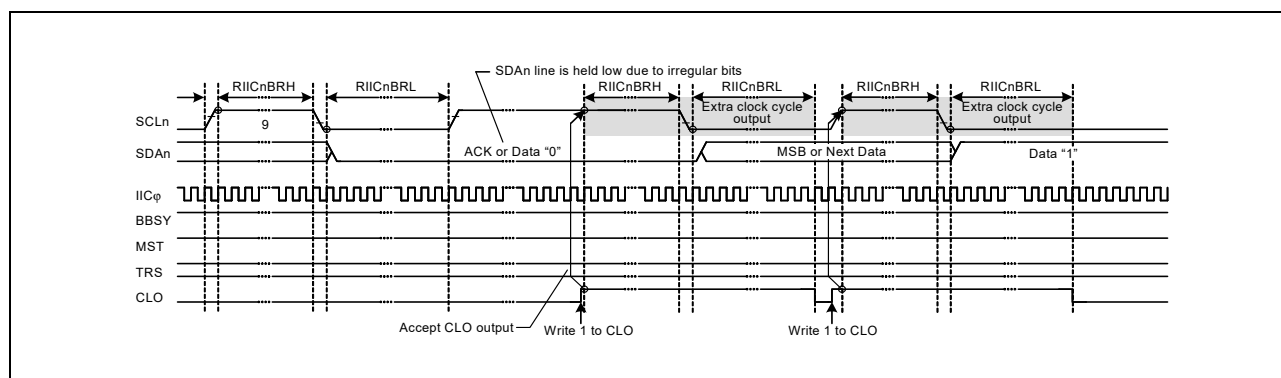 SDAn line is held low due to irregular bits
RIICnBRH
RIICnBRL
RIICnBRH
RIICnBRL
RIICnBRH
RIICnBRL
Extra clock cycle
output
Extra clock cycle
output
SCLn
9
SDAn
ACK or Data “0”
MSB or Next Data
Data “1”
IICφ
BBSY
MST
TRS
CLO
Accept CLO output
Write 1 to CLO
Write 1 to CLO